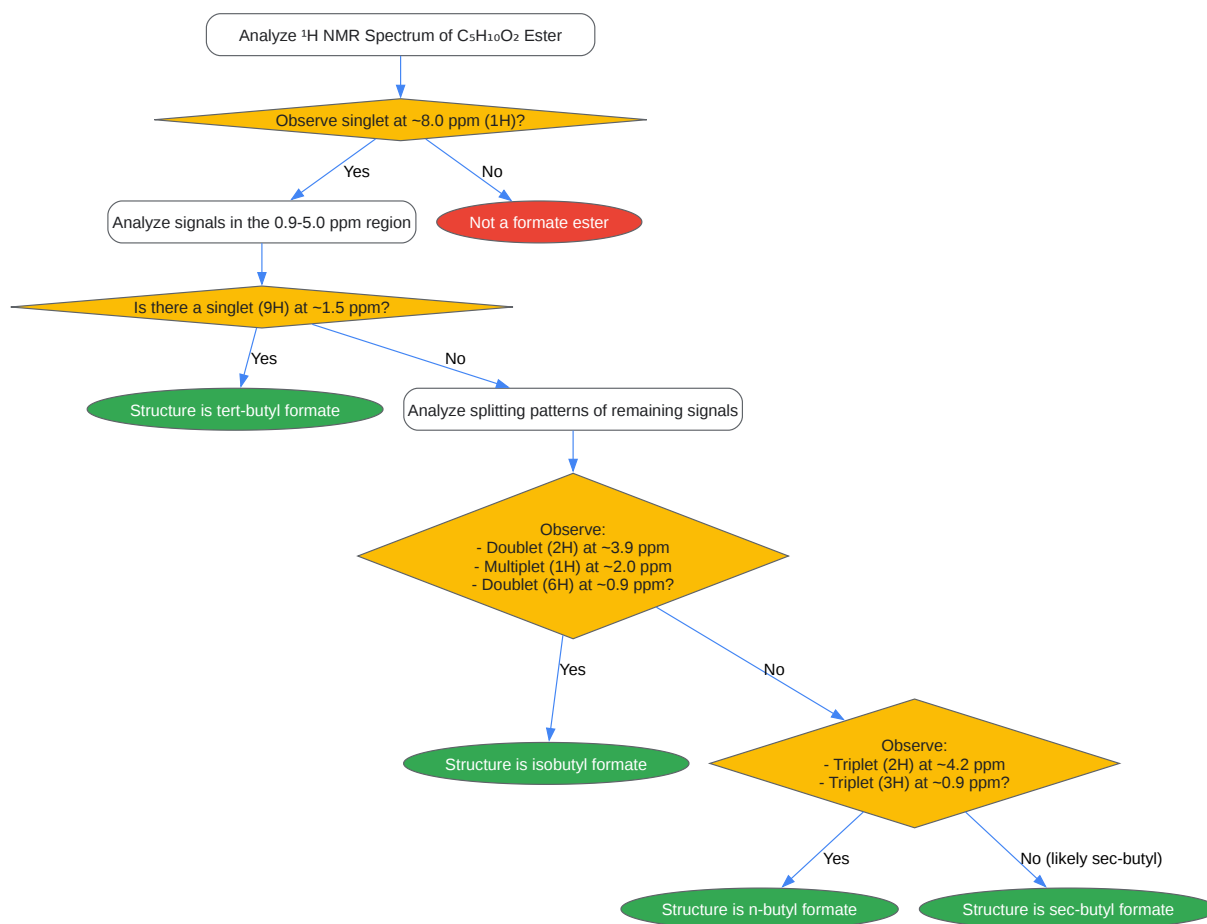 Analyze ¹H NMR Spectrum of C₅H₁₀O₂ Ester
Observe singlet at ~8.0 ppm (1H)?
Yes
No
Analyze signals in the 0.9-5.0 ppm region
Not a formate ester
Is there a singlet (9H) at ~1.5 ppm?
Yes
No
Structure is tert-butyl formate
Analyze splitting patterns of remaining signals
Observe:
- Doublet (2H) at ~3.9 ppm
- Multiplet (1H) at ~2.0 ppm
- Doublet (6H) at ~0.9 ppm?
Yes
No
Structure is isobutyl formate
Observe:
- Triplet (2H) at ~4.2 ppm
- Triplet (3H) at ~0.9 ppm?
Yes
No (likely sec-butyl)
Structure is n-butyl formate
Structure is sec-butyl formate